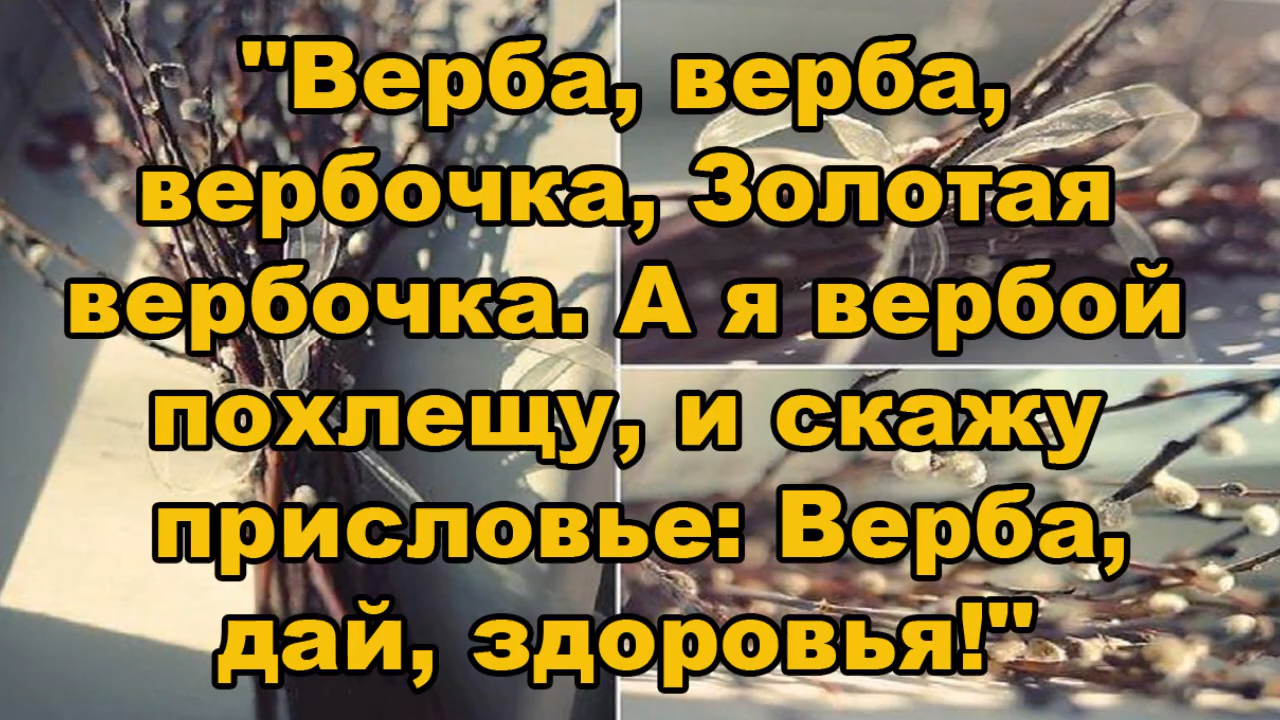 "Верба, верба,
вербочка, Золотая
вербочка. А я вербой
похлещу, и скажу
присловье: Верба,
дай, здоровья!"